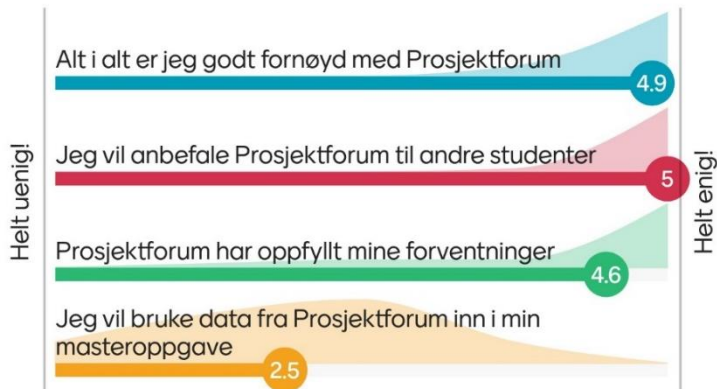 Alt i alt er jeg godt fornøyd med Prosjektforum
4.9
Jeg vil anbefale Prosjektforum til andre studenter
5
Prosjektforum har oppfylt mine forventninger
4.6
Jeg vil bruke data fra Prosjektforum inn i min
masteroppgave
2.5
Helt uenig!
Helt enig!